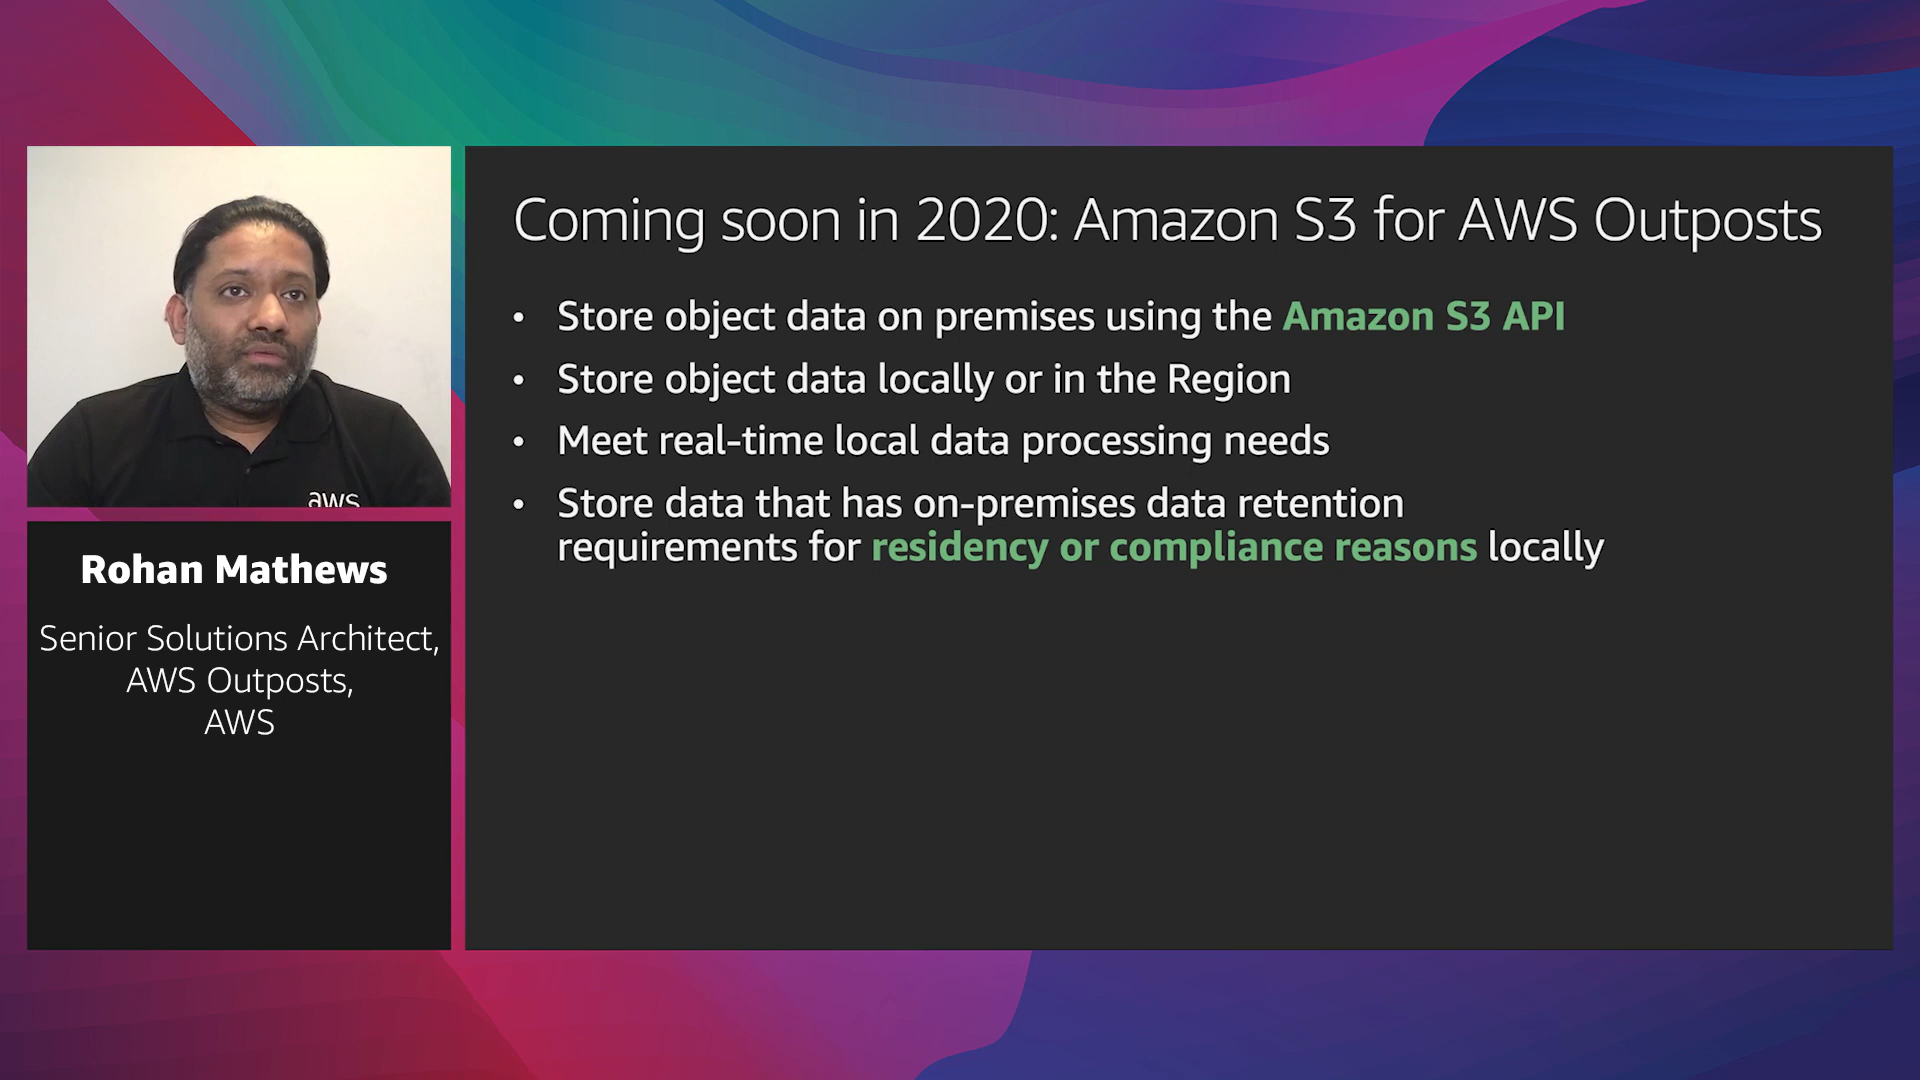 Coming soon in 2020: Amazon S3 for AWS Outposts
• Store object data on premises using the Amazon S3 API
• Store object data locally or in the Region
• Meet real-time local data processing needs
• Store data that has on-premises data retention
requirements for residency or compliance reasons locally
aws
Rohan Mathews
Senior Solutions Architect,
AWS Outposts,
AWS